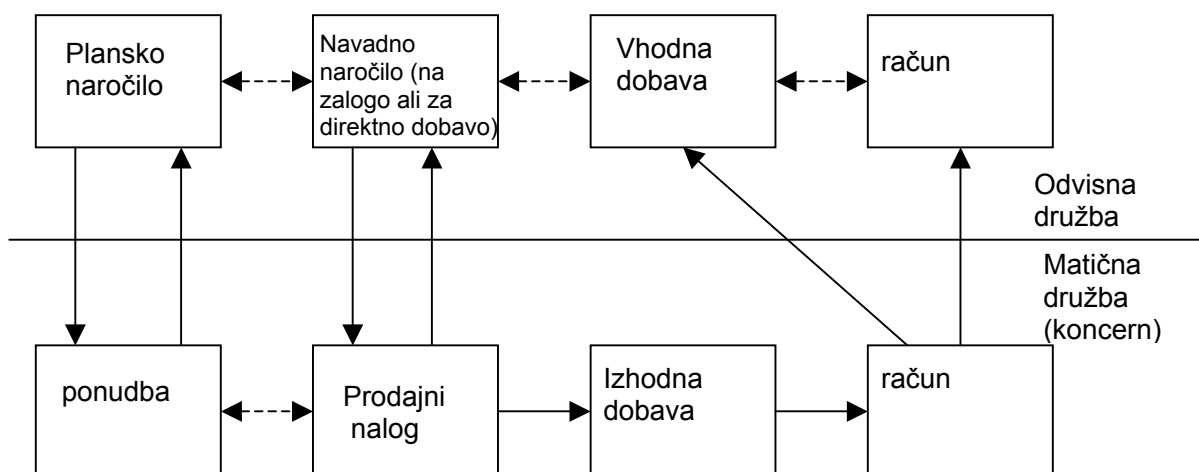 Plansko
naročilo
Navadno
naročilo (na
zalogo ali za
direktno dobavo)
Vhodna
dobava
račun
Odvisna
družba
Matična
družba
(koncern)
ponudba
Prodajni
nalog
Izhodna
dobava
račun